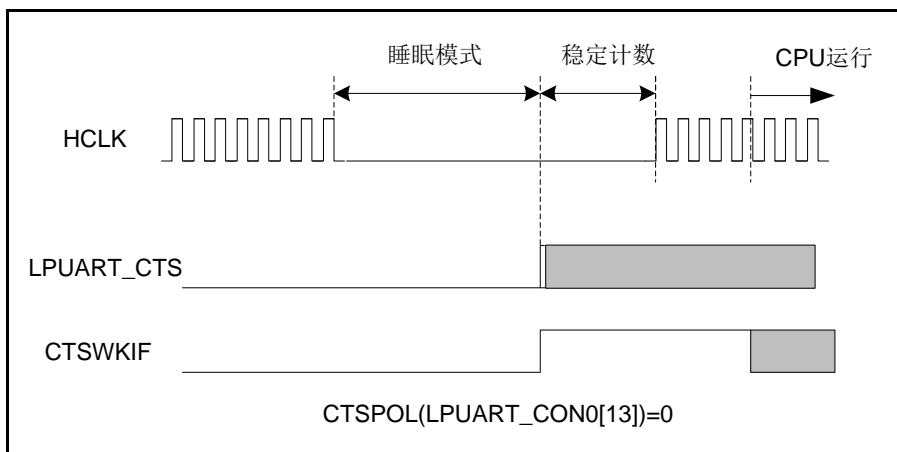 睡眠模式
稳定计数
CPU运行
HCLK
LPUART_CTS
CTSWKIF
CTSPOL(LPUART_CON0[13])=0